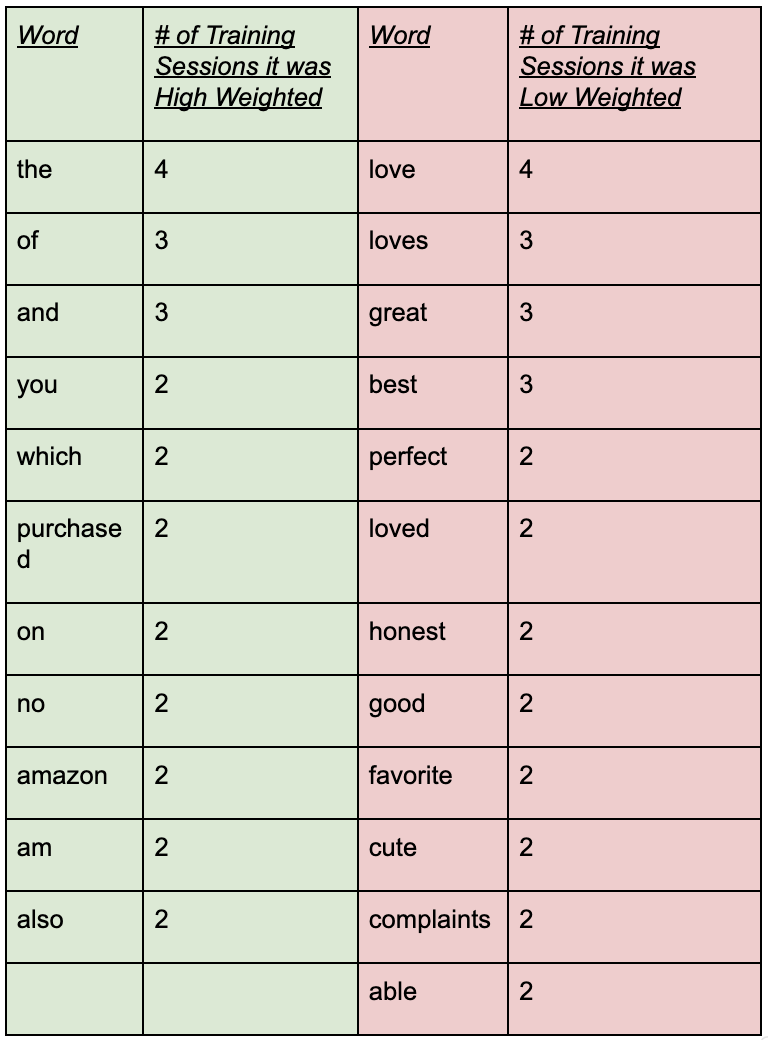 Word # of Training Sessions it was High Weighted Word # of Training Sessions it was Low Weighted
the 4 love 4
of 3 loves 3
and 3 great 3
you 2 best 3
which 2 perfect 2
purchased 2 loved 2
on 2 honest 2
no 2 good 2
amazon 2 favorite 2
am 2 cute 2
also 2 complaints 2
able 2